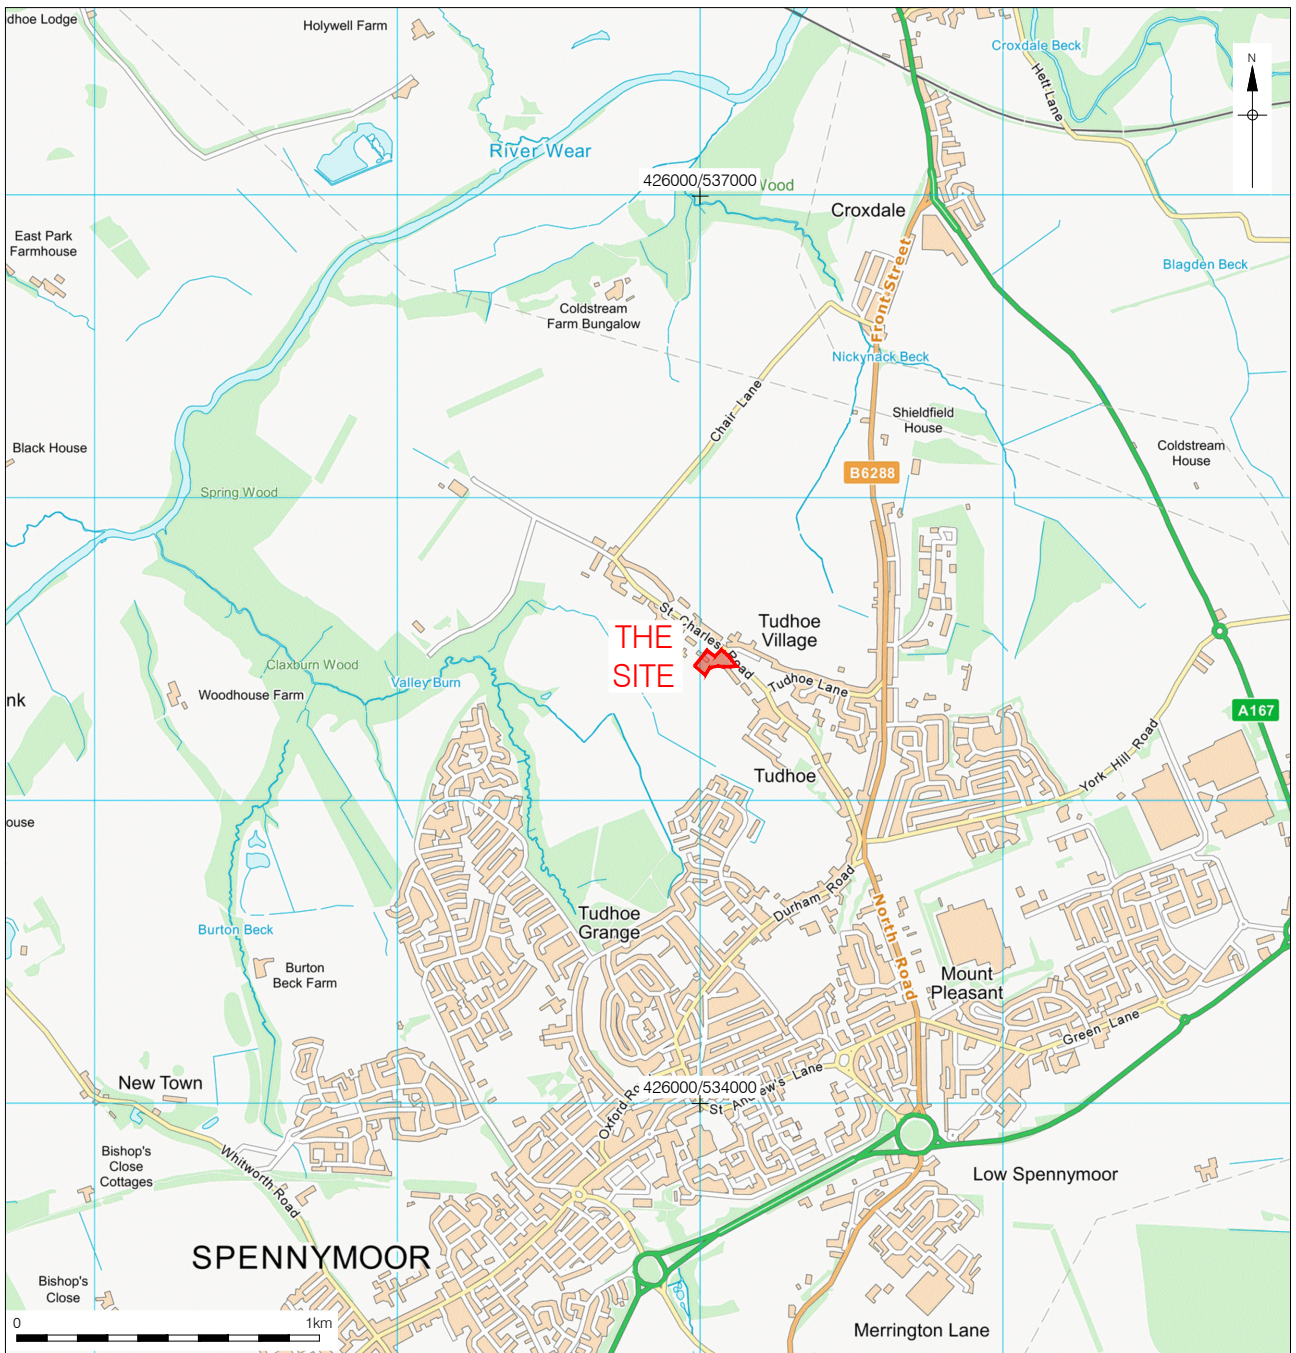 dhoe Lodge
Holywell Farm
Croxdale Beck
Hett Lane
N
River Wear
426000/537000
Wood
Croxdale
East Park
Farmhouse
Front Street
Blagden Beck
Coldstream
Farm Bungalow
Nickynack Beck
Chair Lane
Shieldfield
House
Black House
Coldstream
House
B6288
Spring Wood
St Charles Road
Tudhoe
Village
THE
SITE
Claxburn Wood
Valley Burn
Woodhouse Farm
Tudhoe Lane
nk
A167
York Hill Road
Tudhoe
ouse
Durham Road
North Road
Tudhoe
Grange
Burton Beck
Burton
Beck Farm
Mount
Pleasant
Green Lane
New Town
426000/534000
Oxford Ro
St Andrew's Lane
Bishop's
Close
Cottages
Whitworth Road
Low Spennymoor
SPENNYMOOR
Bishop's
Close
0 1km
Merrington Lane